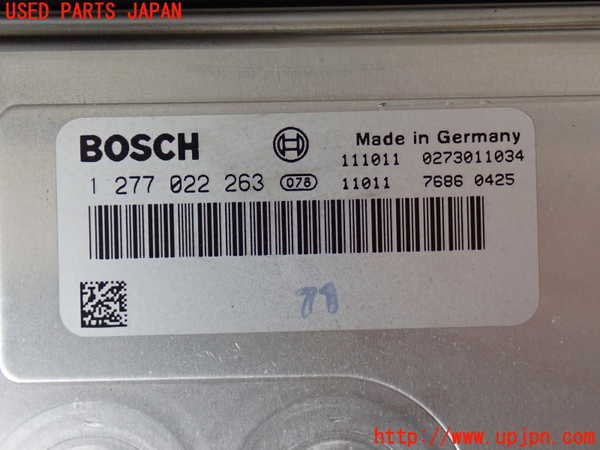 USED PARTS JAPAN
BOSCH
Made in Germany
111011 0273011034
1 277 022 263 078 11011 7686 0425
79
http://www.upjpn.com/